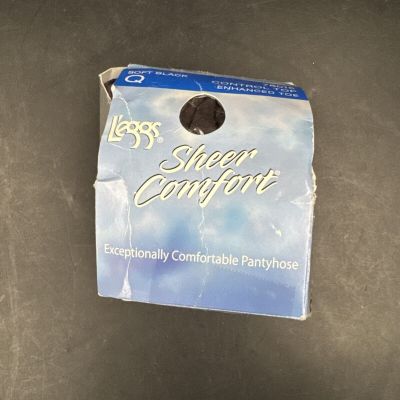 SOFT BLACK
Q
CONTROL TOP
ENHANCED TOE
L'eggs®
Sheer
Comfort®
Exceptionally Comfortable Pantyhose